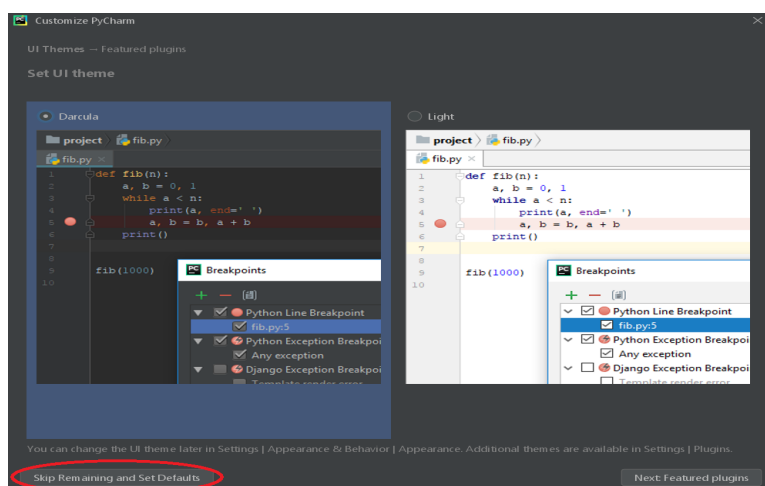 Customize PyCharm
UI Themes — Featured plugins
Set UI theme
Darcula
project fib.py
fib.py
1 def fib(n):
2 a, b = 0, 1
3 while a < n:
4 print(a, end=' ')
5 a, b = b, a + b
6 print()
7
8
9 fib(1000)
10
Breakpoints
Python Line Breakpoint
fib.py:5
Python Exception Breakpoi
Any exception
Django Exception Breakpoi
Template render error
Light
project fib.py
fib.py
1 def fib(n):
2 a, b = 0, 1
3 while a < n:
4 print(a, end=' ')
5 a, b = b, a + b
6 print()
7
8
9 fib(1000)
10
Breakpoints
Python Line Breakpoint
fib.py:5
Python Exception Breakpoi
Any exception
Django Exception Breakpoi
Template render error
You can change the UI theme later in Settings | Appearance & Behavior | Appearance. Additional themes are available in Settings | Plugins.
Skip Remaining and Set Defaults
Next: Featured plugins